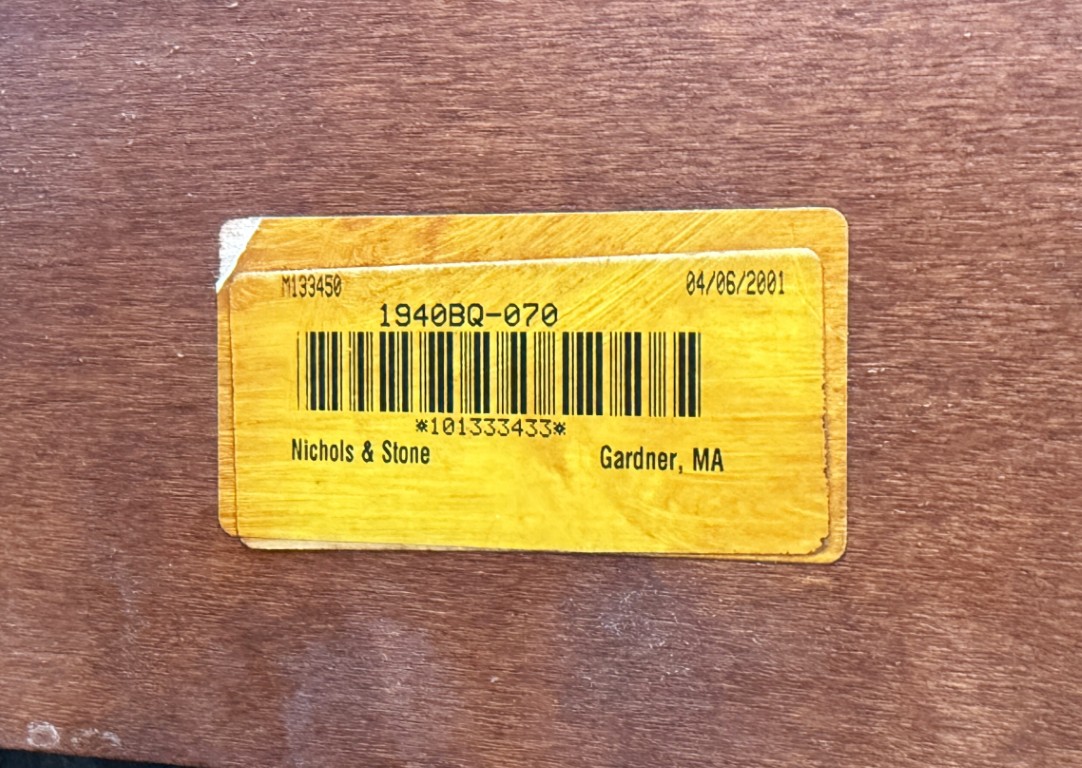 M133450 04/06/2001
1940BQ-070
*101333433*
Nichols & Stone Gardner, MA